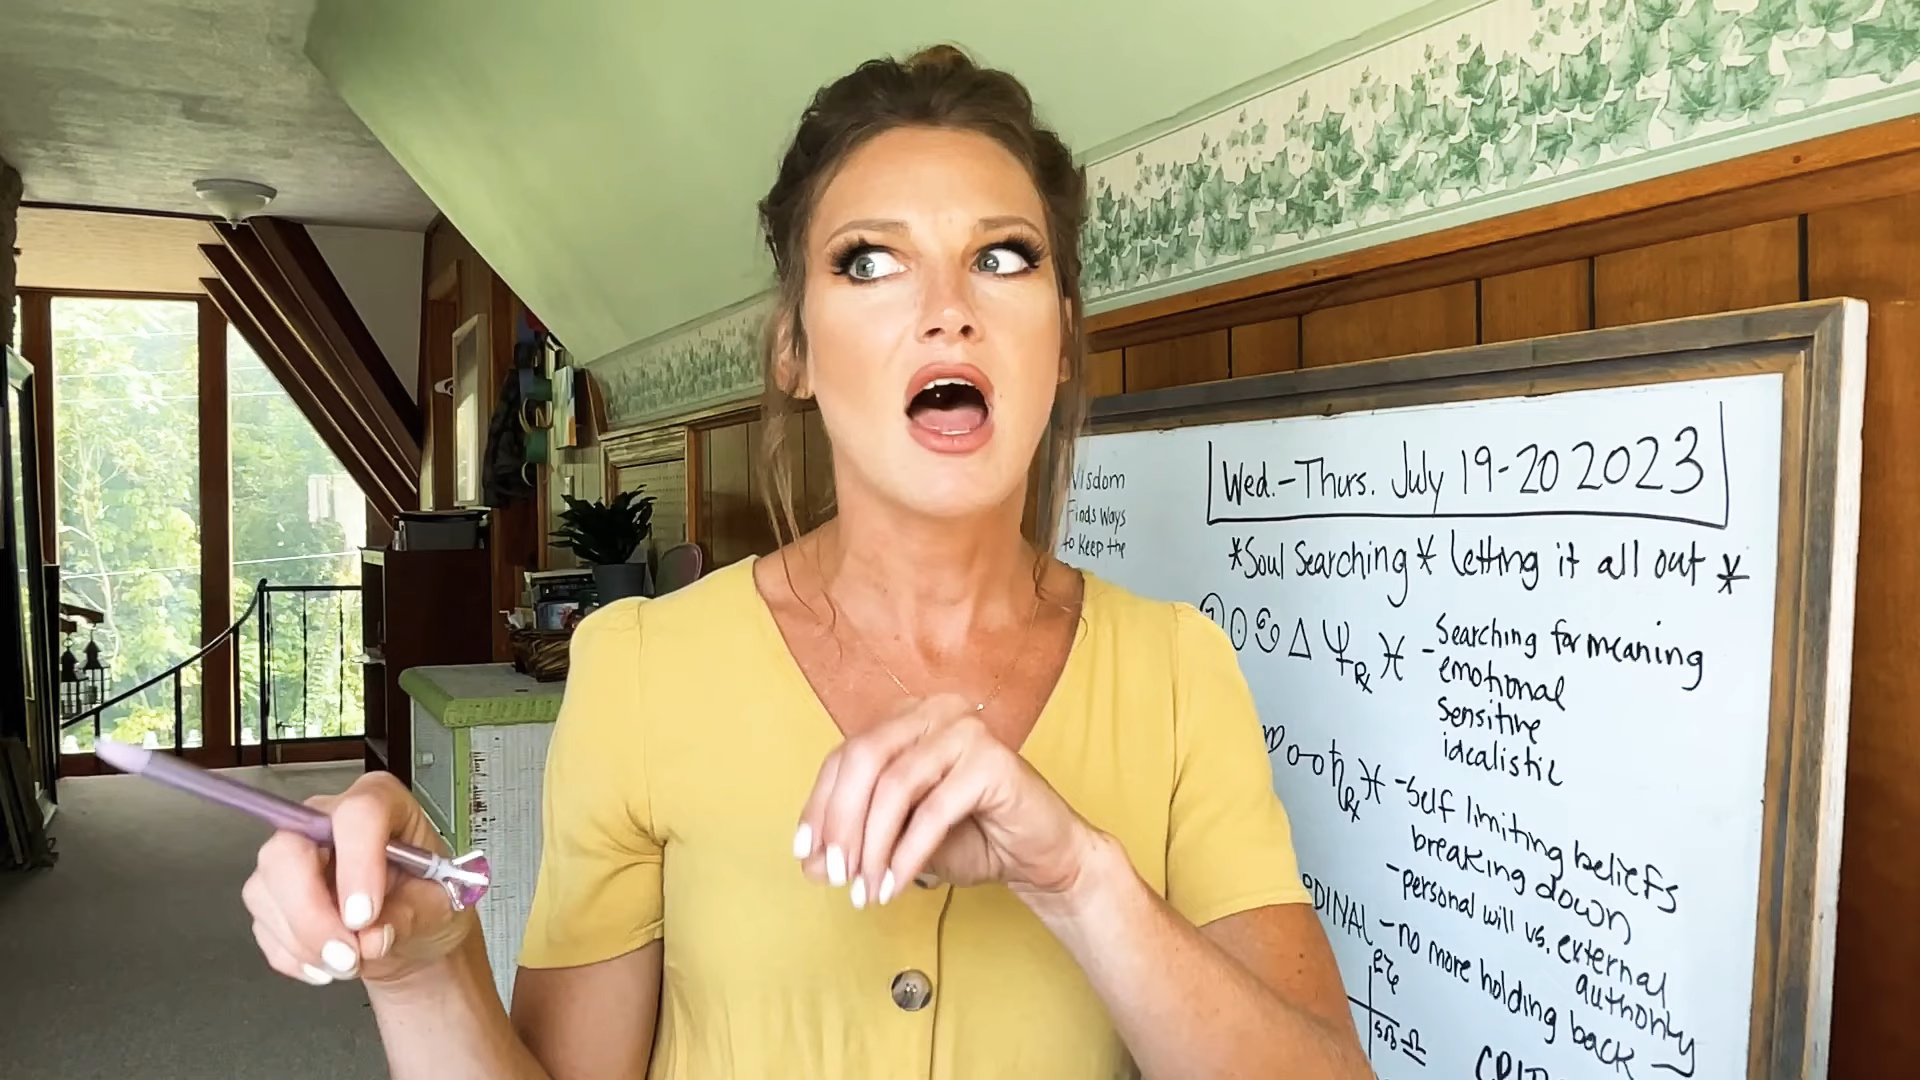 Wisdom
Finds Ways
to Keep the
Wed.-Thurs. July 19-20 2023
*Soul Searching * letting it all out *
☉ ♋ △ ♆℞ ♓ - Searching for meaning
emotional
sensitive
idealistic
☍ ♄℞ ♓ - Self limiting beliefs
breaking down
- personal will vs. external
authority
DINAL - no more holding back -